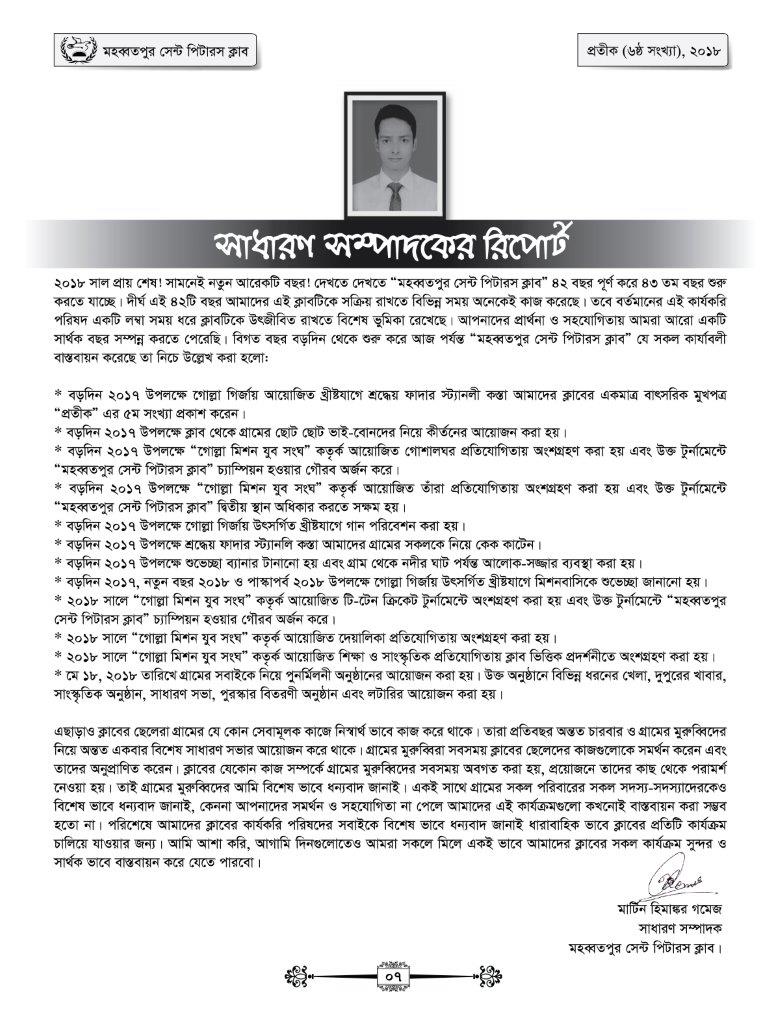 মহব্বতপুর সেন্ট পিটারস ক্লাব
প্রতীক (৬ষ্ঠ সংখ্যা), ২০১৮
সাধারণ সম্পাদকের রিপোর্ট
২০১৮ সাল প্রায় শেষ! সামনেই নতুন আরেকটি বছর! দেখতে দেখতে “মহব্বতপুর সেন্ট পিটারস ক্লাব” ৪২ বছর পূর্ণ করে ৪৩ তম বছর শুরু
করতে যাচ্ছে। দীর্ঘ এই ৪২টি বছর আমাদের এই ক্লাবটিকে সক্রিয় রাখতে বিভিন্ন সময় অনেকেই কাজ করেছে। তবে বর্তমানের এই কার্যকরি
পরিষদ একটি লম্বা সময় ধরে ক্লাবটিকে উৎজীবিত রাখতে বিশেষ ভুমিকা রেখেছে। আপনাদের প্রার্থনা ও সহযোগিতায় আমরা আরো একটি
সার্থক বছর সম্পন্ন করতে পেরেছি। বিগত বছর বড়দিন থেকে শুরু করে আজ পর্যন্ত “মহব্বতপুর সেন্ট পিটারস ক্লাব” যে সকল কার্যাবলী
বাস্তবায়ন করেছে তা নিচে উল্লেখ করা হলো:
* বড়দিন ২০১৭ উপলক্ষে গোল্লা গির্জায় আয়োজিত খ্রীষ্টযাগে শ্রদ্ধেয় ফাদার স্ট্যানলী কস্তা আমাদের ক্লাবের একমাত্র বাৎসরিক মুখপত্র
“প্রতীক” এর ৫ম সংখ্যা প্রকাশ করেন।
* বড়দিন ২০১৭ উপলক্ষে ক্লাব থেকে গ্রামের ছোট ছোট ভাই-বোনদের নিয়ে কীর্তনের আয়োজন করা হয়।
* বড়দিন ২০১৭ উপলক্ষে “গোল্লা মিশন যুব সংঘ” কতৃর্ক আয়োজিত গোশালঘর প্রতিযোগিতায় অংশগ্রহণ করা হয় এবং উক্ত টুর্নামেন্টে
“মহব্বতপুর সেন্ট পিটারস ক্লাব” চ্যাম্পিয়ন হওয়ার গৌরব অর্জন করে।
* বড়দিন ২০১৭ উপলক্ষে “গোল্লা মিশন যুব সংঘ” কতৃর্ক আয়োজিত তাঁরা প্রতিযোগিতায় অংশগ্রহণ করা হয় এবং উক্ত টুর্নামেন্টে
“মহব্বতপুর সেন্ট পিটারস ক্লাব” দ্বিতীয় স্থান অধিকার করতে সক্ষম হয়।
* বড়দিন ২০১৭ উপলক্ষে গোল্লা গির্জায় উৎসর্গিত খ্রীষ্টযাগে গান পরিবেশন করা হয়।
* বড়দিন ২০১৭ উপলক্ষে শ্রদ্ধেয় ফাদার স্ট্যানলি কস্তা আমাদের গ্রামের সকলকে নিয়ে কেক কাটেন।
* বড়দিন ২০১৭ উপলক্ষে শুভেচ্ছা ব্যানার টানানো হয় এবং গ্রাম থেকে নদীর ঘাট পর্যন্ত আলোক-সজ্জার ব্যবস্থা করা হয়।
* বড়দিন ২০১৭, নতুন বছর ২০১৮ ও পাস্কাপর্ব ২০১৮ উপলক্ষে গোল্লা গির্জায় উৎসর্গিত খ্রীষ্টযাগে মিশনবাসিকে শুভেচ্ছা জানানো হয়।
* ২০১৮ সালে “গোল্লা মিশন যুব সংঘ” কতৃর্ক আয়োজিত টি-টেন ক্রিকেট টুর্নামেন্টে অংশগ্রহণ করা হয় এবং উক্ত টুর্নামেন্টে “মহব্বতপুর
সেন্ট পিটারস ক্লাব” চ্যাম্পিয়ন হওয়ার গৌরব অর্জন করে।
* ২০১৮ সালে “গোল্লা মিশন যুব সংঘ” কতৃর্ক আয়োজিত দেয়ালিকা প্রতিযোগিতায় অংশগ্রহণ করা হয়।
* ২০১৮ সালে “গোল্লা মিশন যুব সংঘ” কতৃর্ক আয়োজিত শিক্ষা ও সাংস্কৃতিক প্রতিযোগিতায় ক্লাব ভিত্তিক প্রদর্শনীতে অংশগ্রহণ করা হয়।
* মে ১৮, ২০১৮ তারিখে গ্রামের সবাইকে নিয়ে পুনর্মিলনী অনুষ্ঠানের আয়োজন করা হয়। উক্ত অনুষ্ঠানে বিভিন্ন ধরনের খেলা, দুপুরের খাবার,
সাংস্কৃতিক অনুষ্ঠান, সাধারণ সভা, পুরস্কার বিতরণী অনুষ্ঠান এবং লটারির আয়োজন করা হয়।
এছাড়াও ক্লাবের ছেলেরা গ্রামের যে কোন সেবামূলক কাজে নিস্বার্থ ভাবে কাজ করে থাকে। তারা প্রতিবছর অন্তত চারবার ও গ্রামের মুরুব্বিদের
নিয়ে অন্তত একবার বিশেষ সাধারণ সভার আয়োজন করে থাকে। গ্রামের মুরুব্বিরা সবসময় ক্লাবের ছেলেদের কাজগুলোকে সমর্থন করেন এবং
তাদের অনুপ্রাণিত করেন। ক্লাবের যেকোন কাজ সম্পর্কে গ্রামের মুরুব্বিদের সবসময় অবগত করা হয়, প্রয়োজনে তাদের কাছ থেকে পরামর্শ
নেওয়া হয়। তাই গ্রামের মুরুব্বিদের আমি বিশেষ ভাবে ধন্যবাদ জানাই। একই সাথে গ্রামের সকল পরিবারের সকল সদস্য-সদস্যাদেরকেও
বিশেষ ভাবে ধন্যবাদ জানাই, কেননা আপনাদের সমর্থন ও সহযোগিতা না পেলে আমাদের এই কার্যক্রমগুলো কখনোই বাস্তবায়ন করা সম্ভব
হতো না। পরিশেষে আমাদের ক্লাবের কার্যকরি পরিষদের সবাইকে বিশেষ ভাবে ধন্যবাদ জানাই ধারাবাহিক ভাবে ক্লাবের প্রতিটি কার্যক্রম
চালিয়ে যাওয়ার জন্য। আমি আশা করি, আগামি দিনগুলোতেও আমরা সকলে মিলে একই ভাবে আমাদের ক্লাবের সকল কার্যক্রম সুন্দর ও
সার্থক ভাবে বাস্তবায়ন করে যেতে পারবো।
মার্টিন হিমাঙ্কর গমেজ
সাধারণ সম্পাদক
মহব্বতপুর সেন্ট পিটারস ক্লাব।
০৭